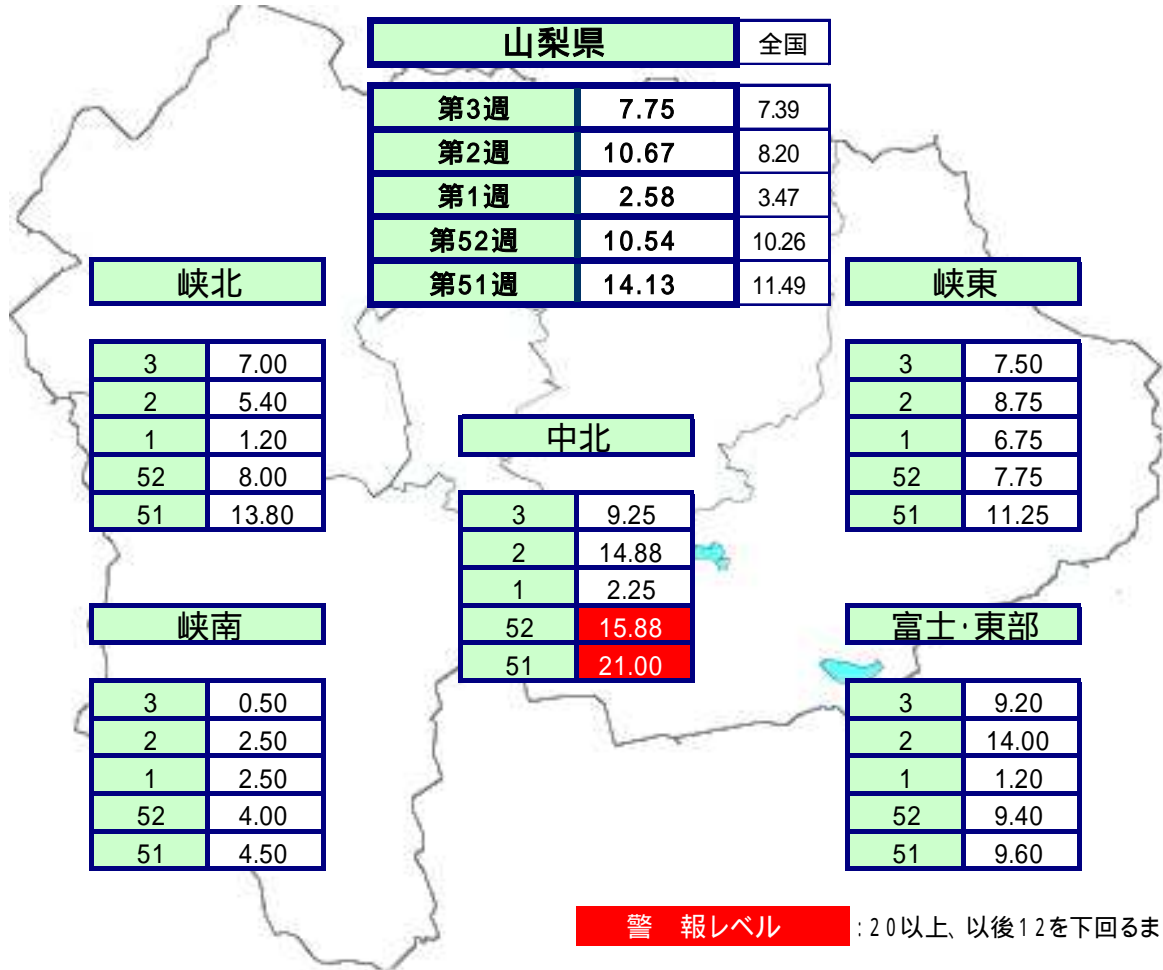 山梨県 全国
第3週 7.75 7.39
第2週 10.67 8.20
第1週 2.58 3.47
第52週 10.54 10.26
第51週 14.13 11.49
峡北
3 7.00
2 5.40
1 1.20
52 8.00
51 13.80
峡東
3 7.50
2 8.75
1 6.75
52 7.75
51 11.25
中北
3 9.25
2 14.88
1 2.25
52 15.88
51 21.00
峡南
3 0.50
2 2.50
1 2.50
52 4.00
51 4.50
富士・東部
3 9.20
2 14.00
1 1.20
52 9.40
51 9.60
警 報レベル :20以上、以後12を下回るま